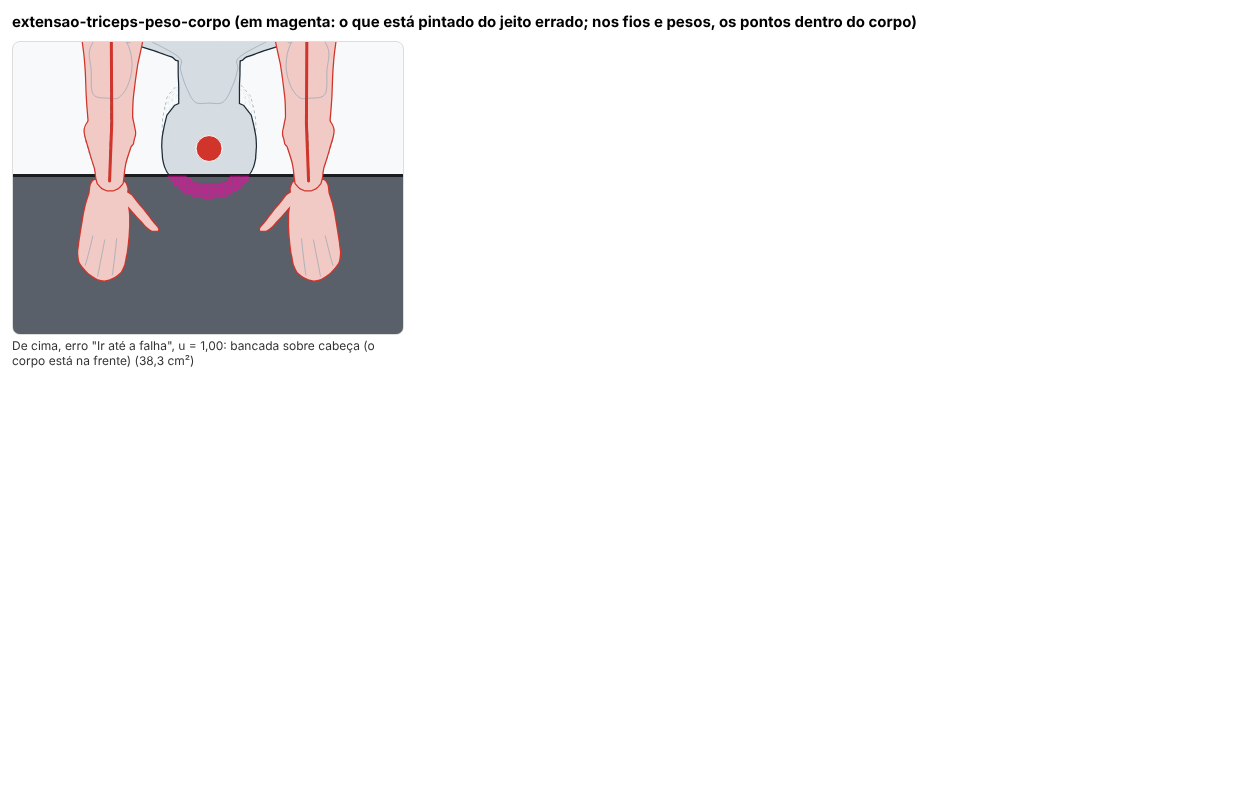 extensao-triceps-peso-corpo (em magenta: o que está pintado do jeito errado; nos fios e pesos, os pontos dentro do corpo)
De cima, erro "Ir até a falha", u = 1,00: bancada sobre cabeça (o
corpo está na frente) (38,3 cm²)